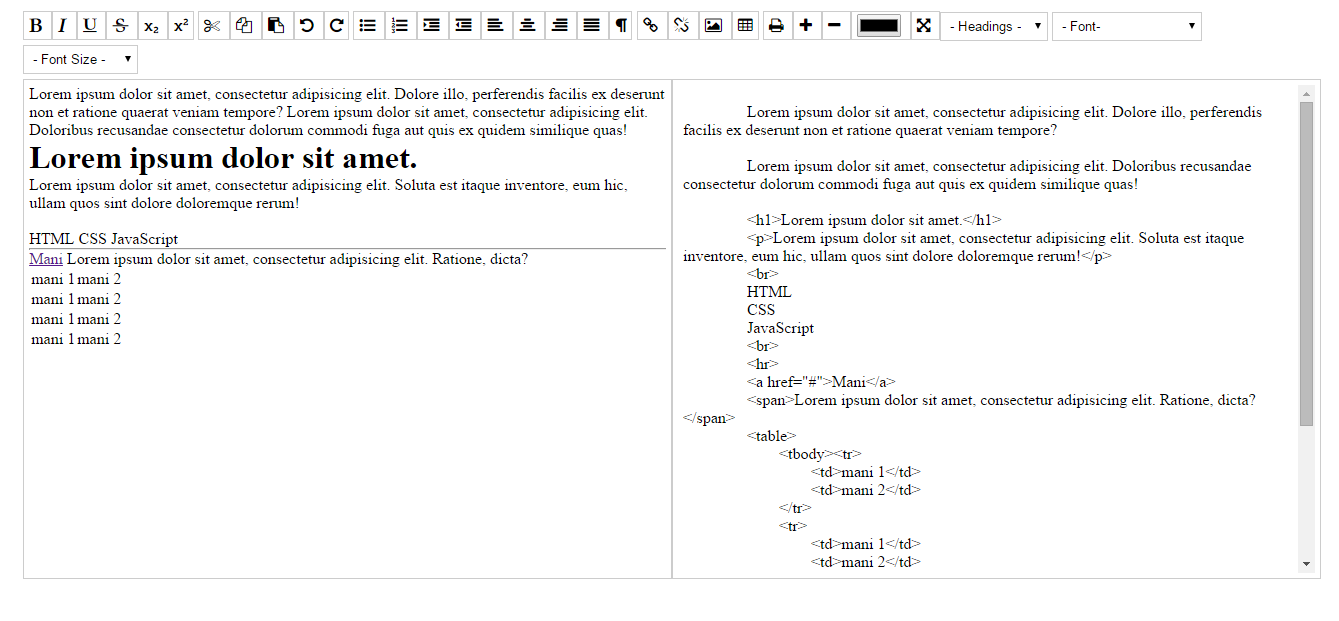 B I U S x₂ x²
- Headings -
- Font-
- Font Size -
Lorem ipsum dolor sit amet, consectetur adipisicing elit. Dolore illo, perferendis facilis ex deserunt
non et ratione quaerat veniam tempore? Lorem ipsum dolor sit amet, consectetur adipisicing elit.
Doloribus recusandae consectetur dolorum commodi fuga aut quis ex quidem similique quas!
Lorem ipsum dolor sit amet.
Lorem ipsum dolor sit amet, consectetur adipisicing elit. Soluta est itaque inventore, eum hic,
ullam quos sint dolore doloremque rerum!
HTML CSS JavaScript
Mani Lorem ipsum dolor sit amet, consectetur adipisicing elit. Ratione, dicta?
mani 1 mani 2
mani 1 mani 2
mani 1 mani 2
mani 1 mani 2
Lorem ipsum dolor sit amet, consectetur adipisicing elit. Dolore illo, perferendis
facilis ex deserunt non et ratione quaerat veniam tempore?
Lorem ipsum dolor sit amet, consectetur adipisicing elit. Doloribus recusandae
consectetur dolorum commodi fuga aut quis ex quidem similique quas!
<h1>Lorem ipsum dolor sit amet.</h1>
<p>Lorem ipsum dolor sit amet, consectetur adipisicing elit. Soluta est itaque
inventore, eum hic, ullam quos sint dolore doloremque rerum!</p>
<br>
HTML
CSS
JavaScript
<br>
<hr>
<a href="#">Mani</a>
<span>Lorem ipsum dolor sit amet, consectetur adipisicing elit. Ratione, dicta?
</span>
<table>
<tbody><tr>
<td>mani 1</td>
<td>mani 2</td>
</tr>
<tr>
<td>mani 1</td>
<td>mani 2</td>